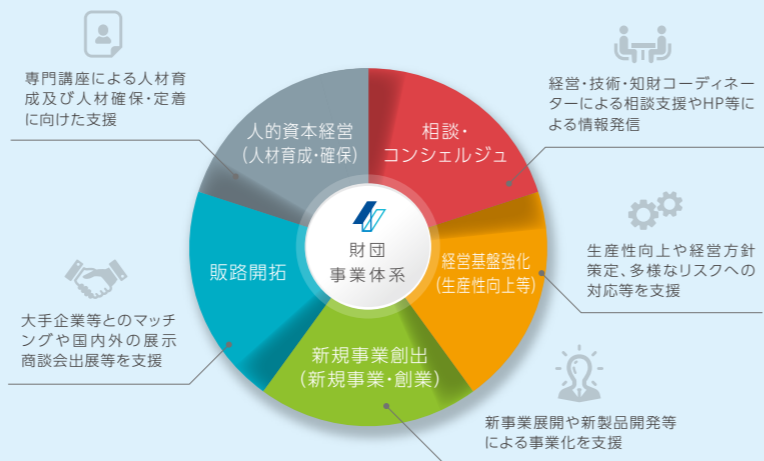 専門講座による人材育
成及び人材確保・定着
に向けた支援
経営・技術・知財コーディネー
ターによる相談支援やHP等に
よる情報発信
人的資本経営
(人材育成・確保)
相談・
コンシェルジュ
財団
事業体系
販路開拓
経営基盤強化
(生産性向上等)
生産性向上や経営方針
策定、多様なリスクへの
対応等を支援
大手企業等とのマッチ
ングや国内外の展示
商談会出展等を支援
新規事業創出
(新規事業・創業)
新事業展開や新製品開発等
による事業化を支援